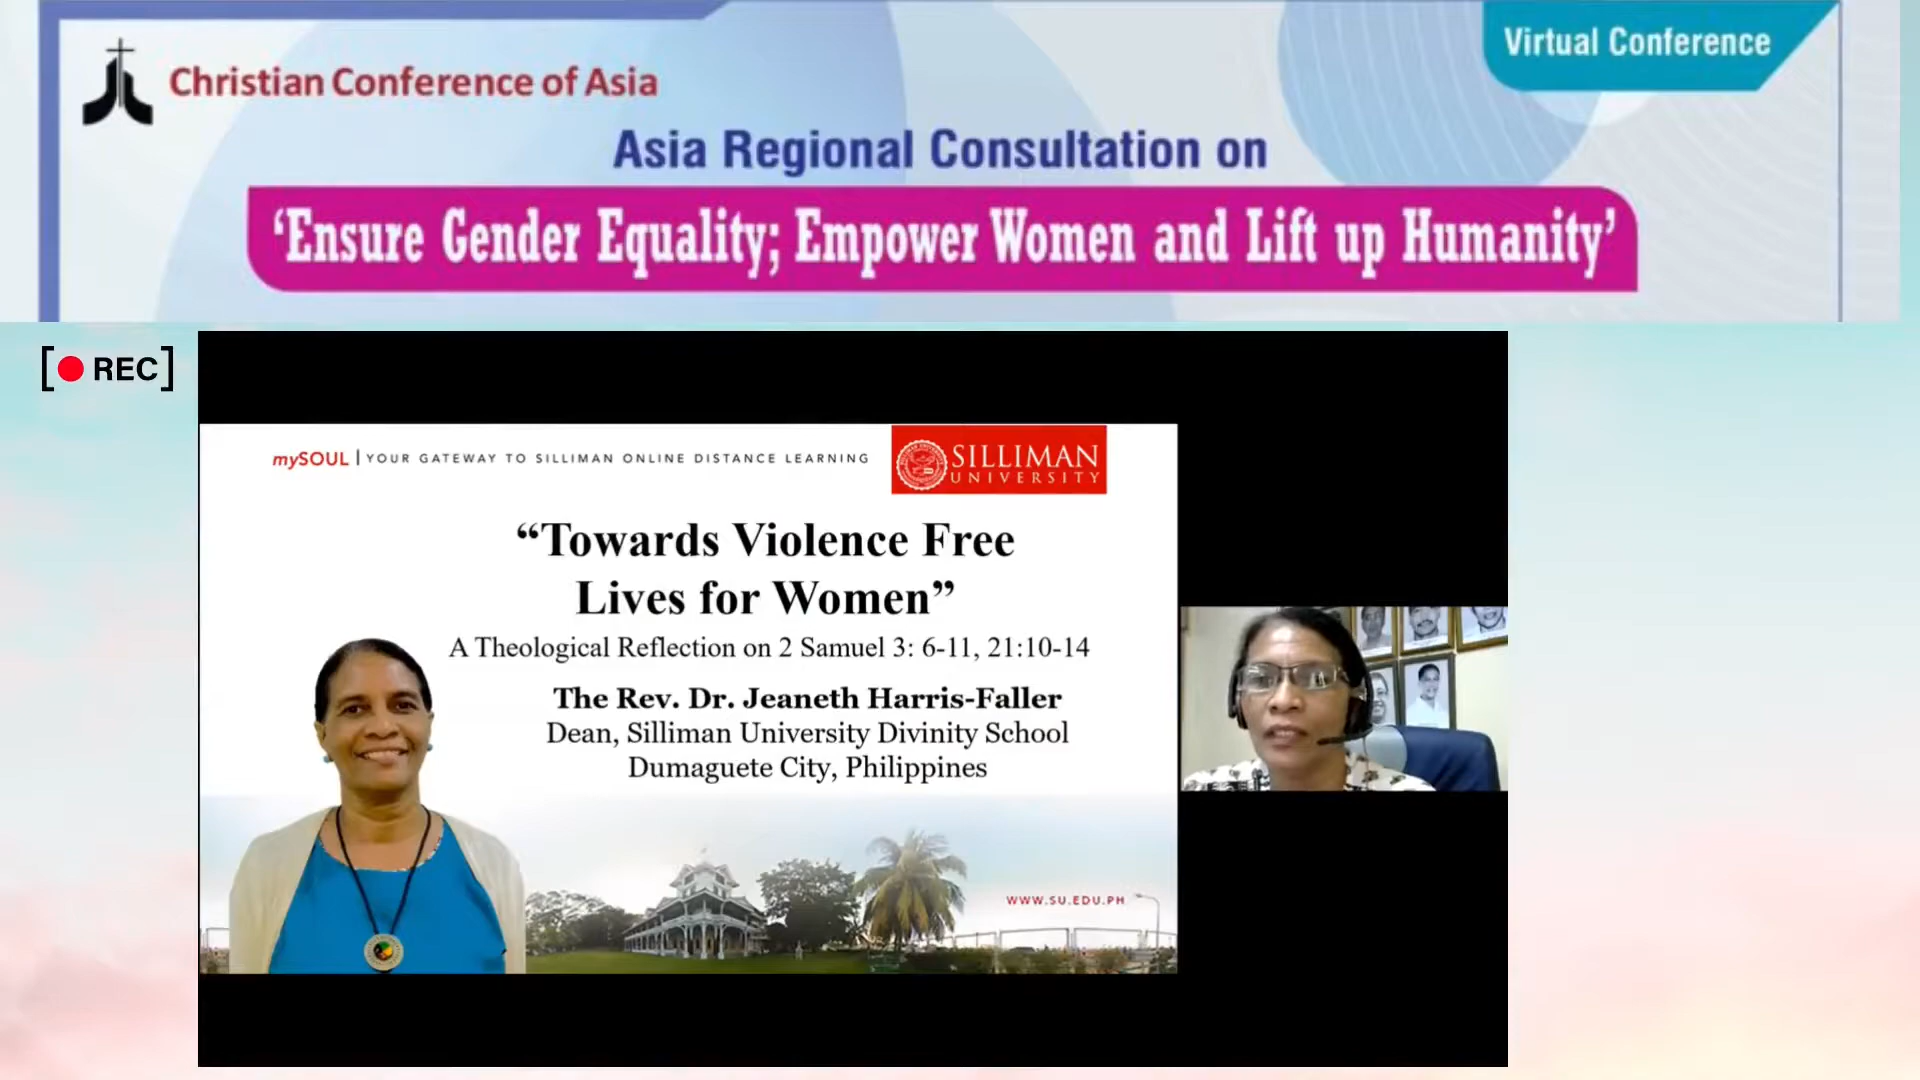 Christian Conference of Asia
Virtual Conference
Asia Regional Consultation on
‘Ensure Gender Equality; Empower Women and Lift up Humanity’
[● REC]
mySOUL | YOUR GATEWAY TO SILLIMAN ONLINE DISTANCE LEARNING
SILLIMAN
UNIVERSITY
“Towards Violence Free
Lives for Women”
A Theological Reflection on 2 Samuel 3: 6-11, 21:10-14
The Rev. Dr. Jeaneth Harris-Faller
Dean, Silliman University Divinity School
Dumaguete City, Philippines
WWW.SU.EDU.PH